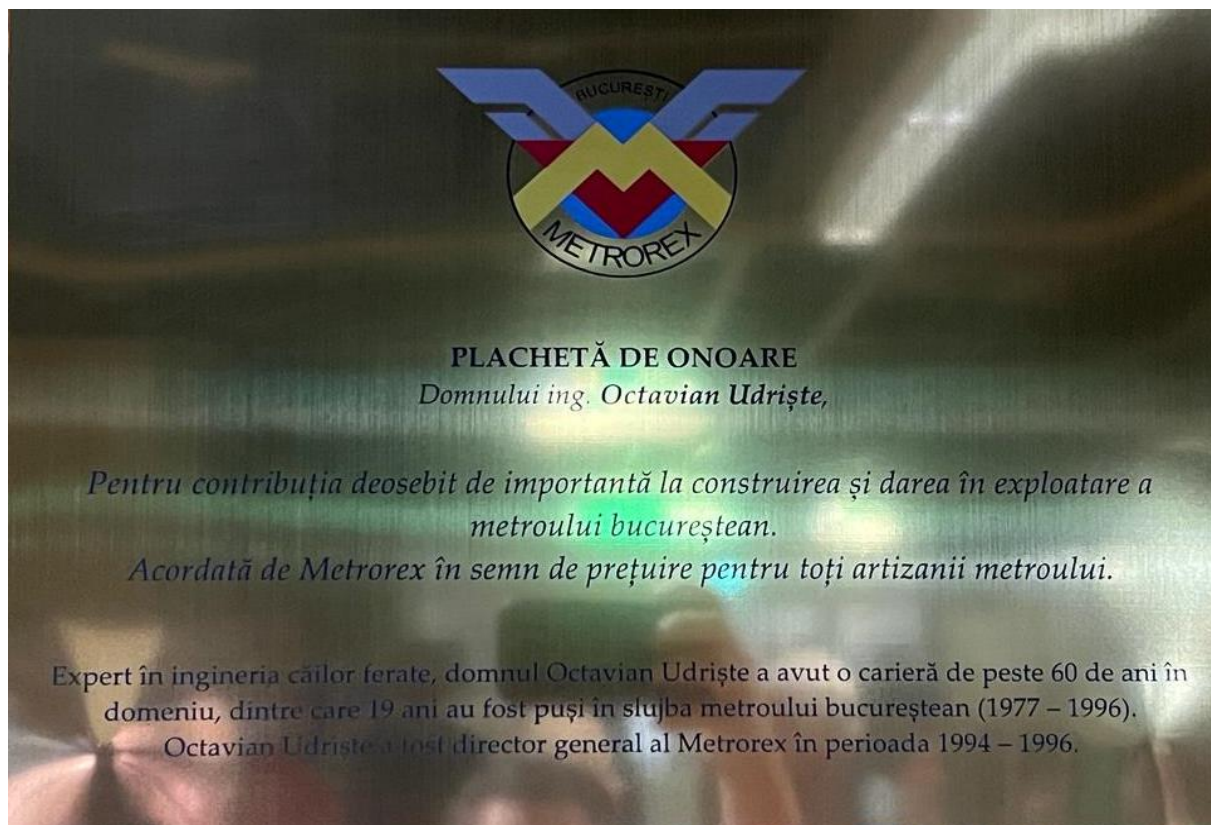 BUCUREȘTI
METROREX
PLACHETĂ DE ONOARE
Domnului ing. Octavian Udriște,
Pentru contribuția deosebit de importantă la construirea și darea în exploatare a
metroului bucureștean.
Acordată de Metrorex în semn de prețuire pentru toți artizanii metroului.
Expert în ingineria căilor ferate, domnul Octavian Udriște a avut o carieră de peste 60 de ani în
domeniu, dintre care 19 ani au fost puși în slujba metroului bucureștean (1977 – 1996).
Octavian Udriște a fost director general al Metrorex în perioada 1994 – 1996.